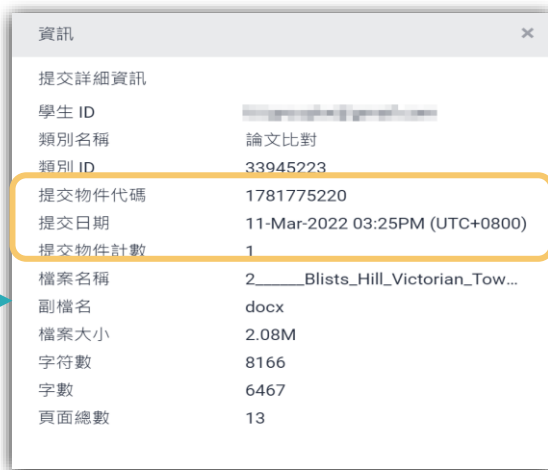 資訊 ×
提交詳細資訊
學生 ID
類別名稱 論文比對
類別 ID 33945223
提交物件代碼 1781775220
提交日期 11-Mar-2022 03:25PM (UTC+0800)
提交物件計數 1
檔案名稱 2______Blists_Hill_Victorian_Tow...
副檔名 docx
檔案大小 2.08M
字符數 8166
字數 6467
頁面總數 13